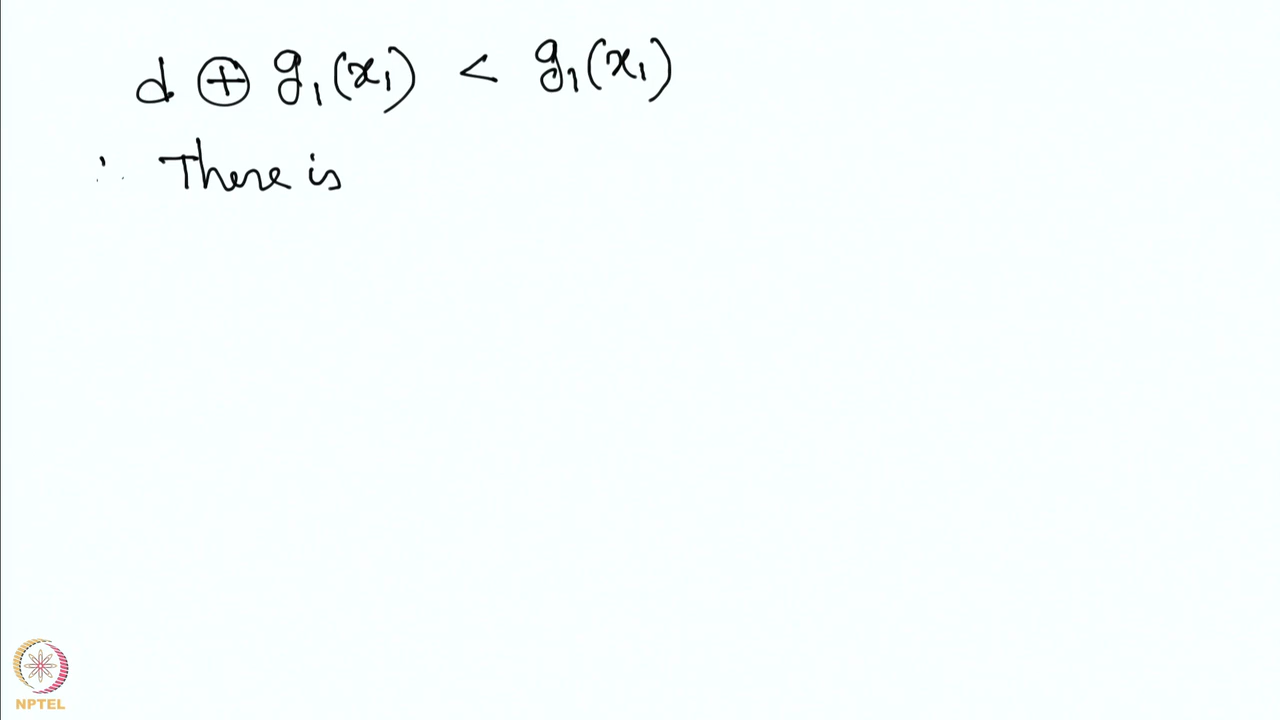 d ⊕ g₁(x₁) < g₁(x₁)
∴ There is
NPTEL